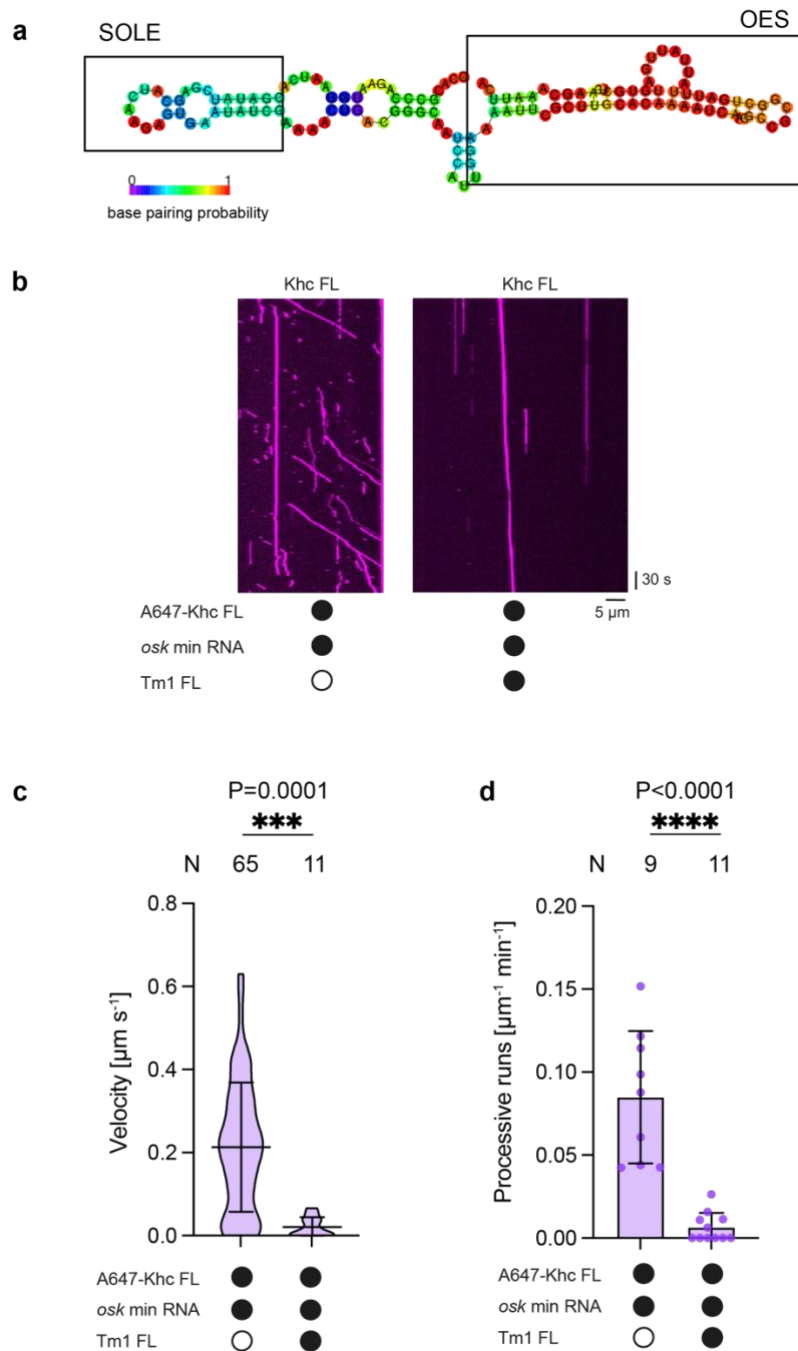 a
SOLE
OES
0 1
base pairing probability
b
Khc FL Khc FL
30 s
5 µm
A647-Khc FL
osk min RNA
Tm1 FL
c
P=0.0001
***
N 65 11
0.8
0.6
0.4
0.2
0.0
Velocity [µm s⁻¹]
A647-Khc FL
osk min RNA
Tm1 FL
d
P<0.0001
****
N 9 11
0.20
0.15
0.10
0.05
0.00
Processive runs [µm⁻¹ min⁻¹]
A647-Khc FL
osk min RNA
Tm1 FL